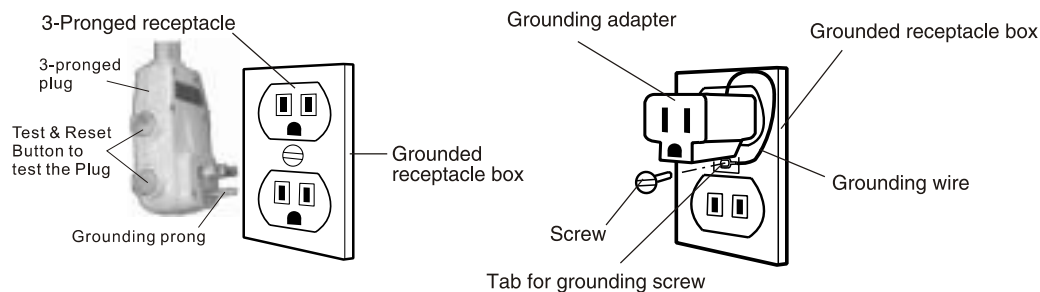 3-Pronged receptacle
3-pronged
plug
Test & Reset
Button to
test the Plug
Grounding prong
Grounded
receptacle box
Grounding adapter
Grounded receptacle box
Grounding wire
Screw
Tab for grounding screw